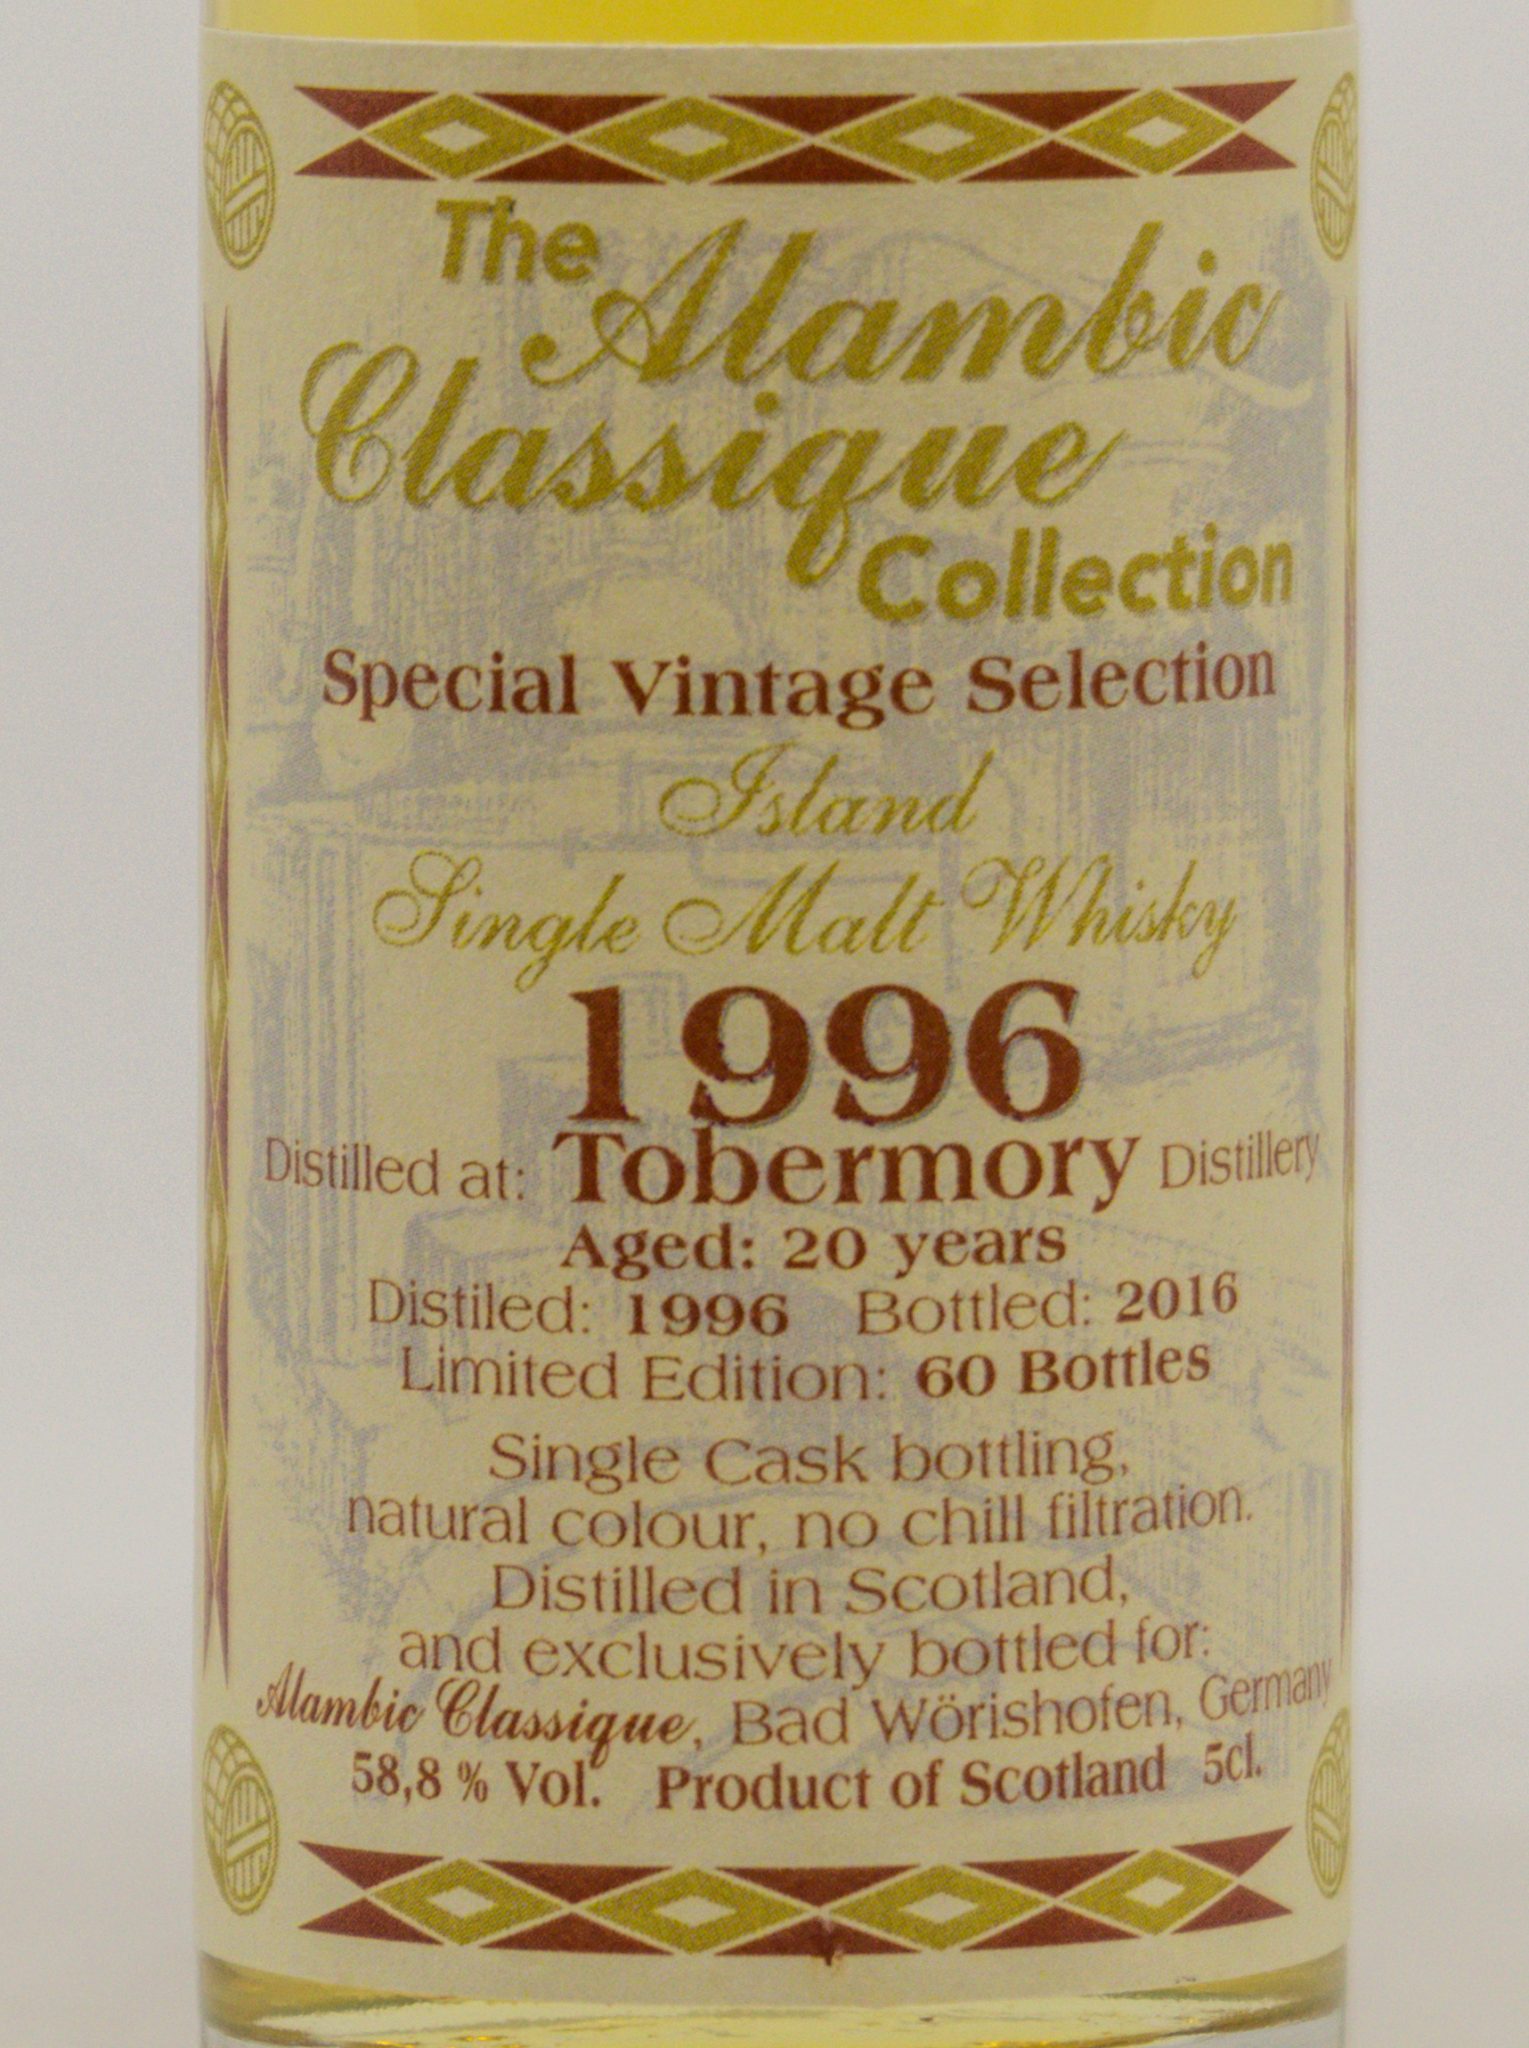 The Alambic
Classique
Collection
Special Vintage Selection
Island
Single Malt Whisky
1996
Distilled at: Tobermory Distillery
Aged: 20 years
Distiled: 1996 Bottled: 2016
Limited Edition: 60 Bottles
Single Cask bottling,
natural colour, no chill filtration.
Distilled in Scotland,
and exclusively bottled for:
Alambic Classique, Bad Wörishofen, Germany
58,8 % Vol. Product of Scotland 5cl.